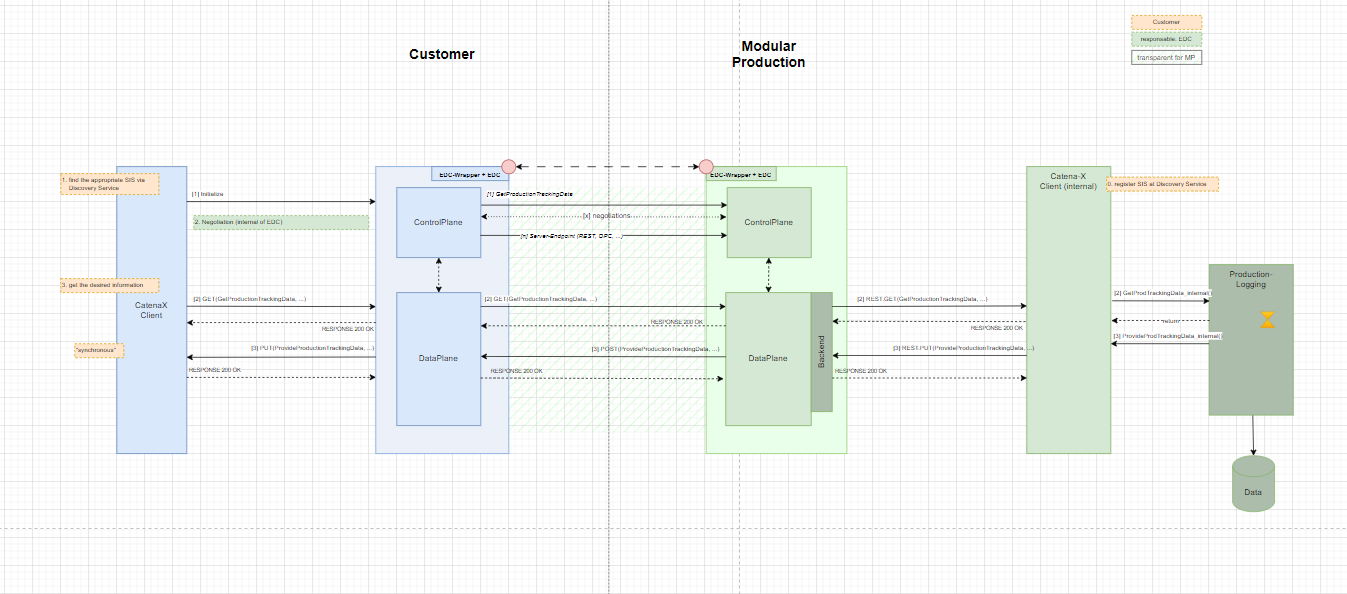 Customer
Modular
Production
Customer
responsable: EDC
transparent for MP
1. find the appropriate SIS via
Discovery Service
[1] Initialize
2. Negotiation (internal of EDC)
3. get the desired information
CatenaX
Client
"synchronous"
[2] GET(GetProductionTrackingData, ...)
RESPONSE 200 OK
[3] PUT(ProvideProductionTrackingData, ...)
RESPONSE 200 OK
EDC-Wrapper + EDC
ControlPlane
DataPlane
[1] GetProductionTrackingData
[x] negotiations
[n] Server-Endpoint (REST, OPC, ...)
[2] GET(GetProductionTrackingData, ...)
RESPONSE 200 OK
[3] POST(ProvideProductionTrackingData, ...)
RESPONSE 200 OK
EDC-Wrapper + EDC
ControlPlane
DataPlane
Backend
[2] REST.GET(GetProductionTrackingData, ...)
RESPONSE 200 OK
[3] REST.PUT(ProvideProductionTrackingData, ...)
RESPONSE 200 OK
Catena-X
Client (internal)
0. register SIS at Discovery Service
[2] GetProdTrackingData_internal()
return
[3] ProvideProdTrackingData_internal()
Production-
Logging
Data